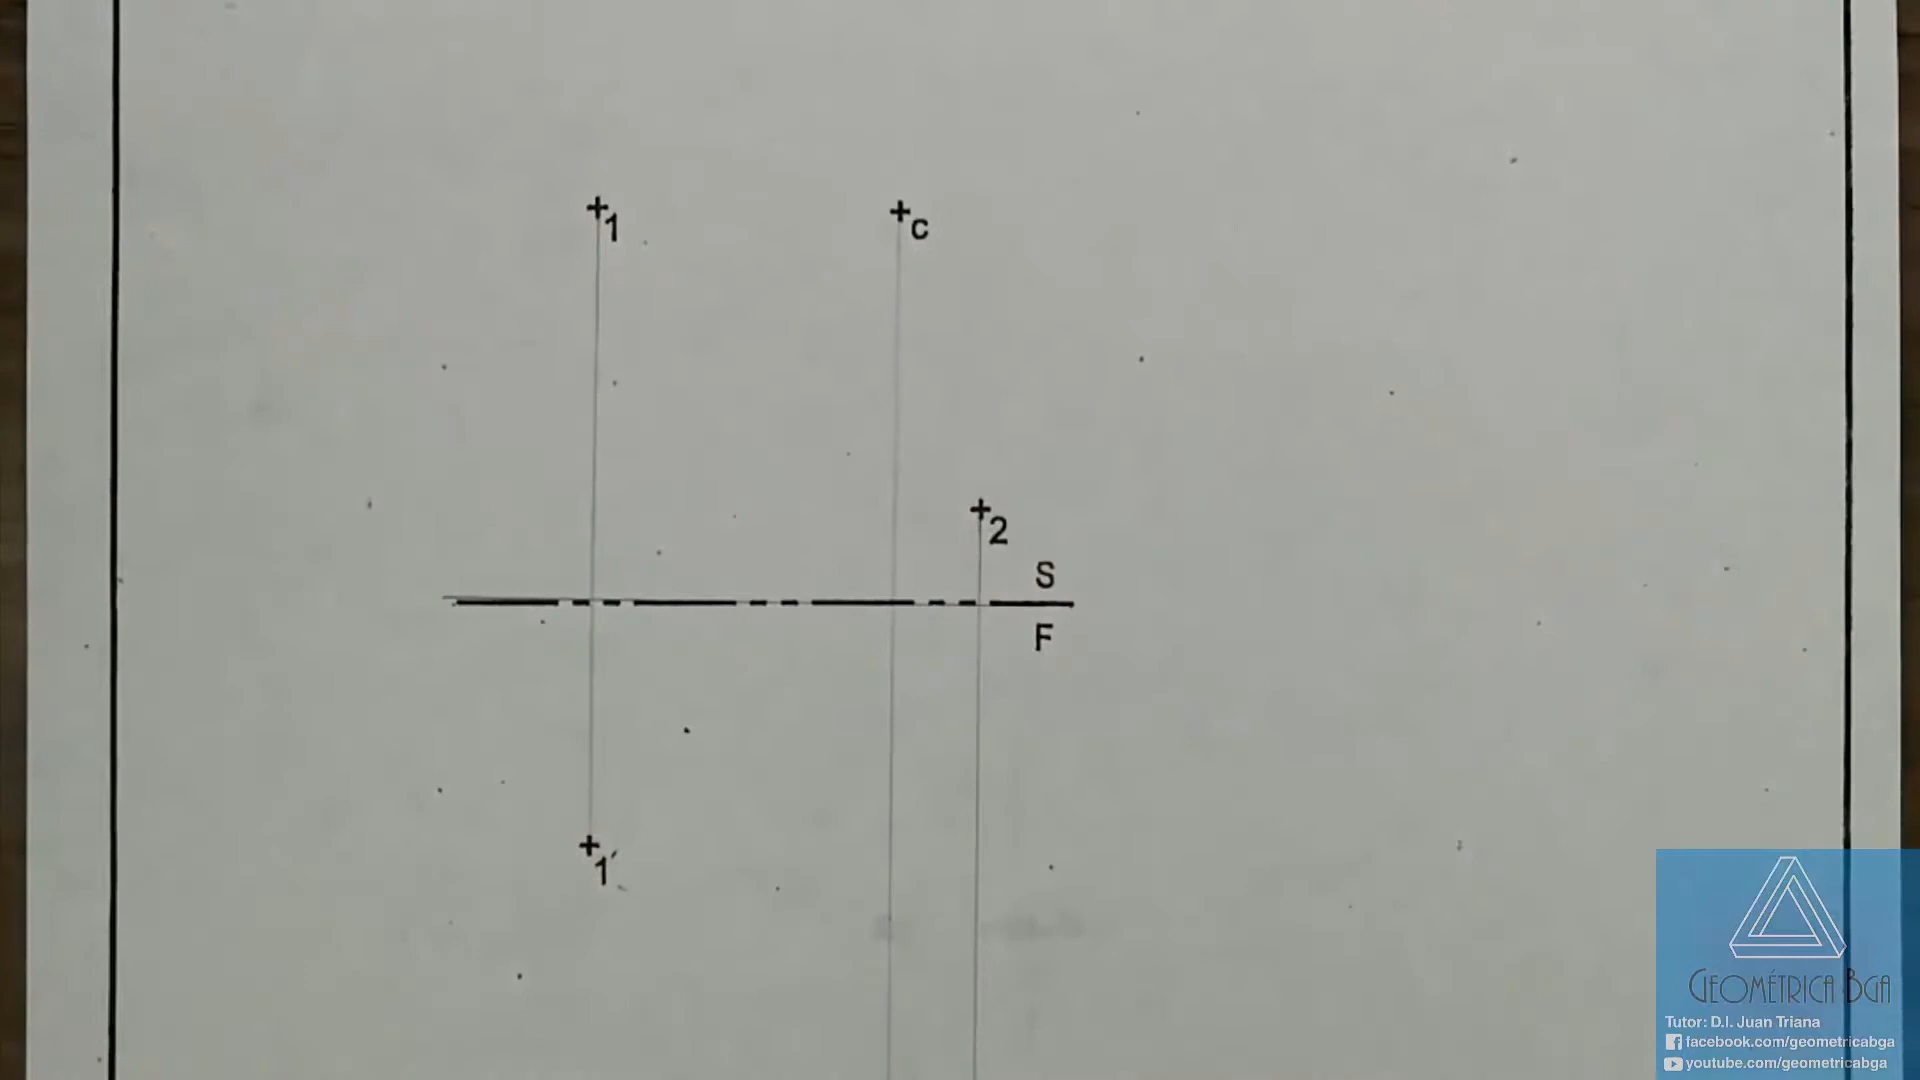 1
c
2
S
F
1'
GEOMÉTRICA BGA
Tutor: D.I. Juan Triana
facebook.com/geometricabga
youtube.com/geometricabga